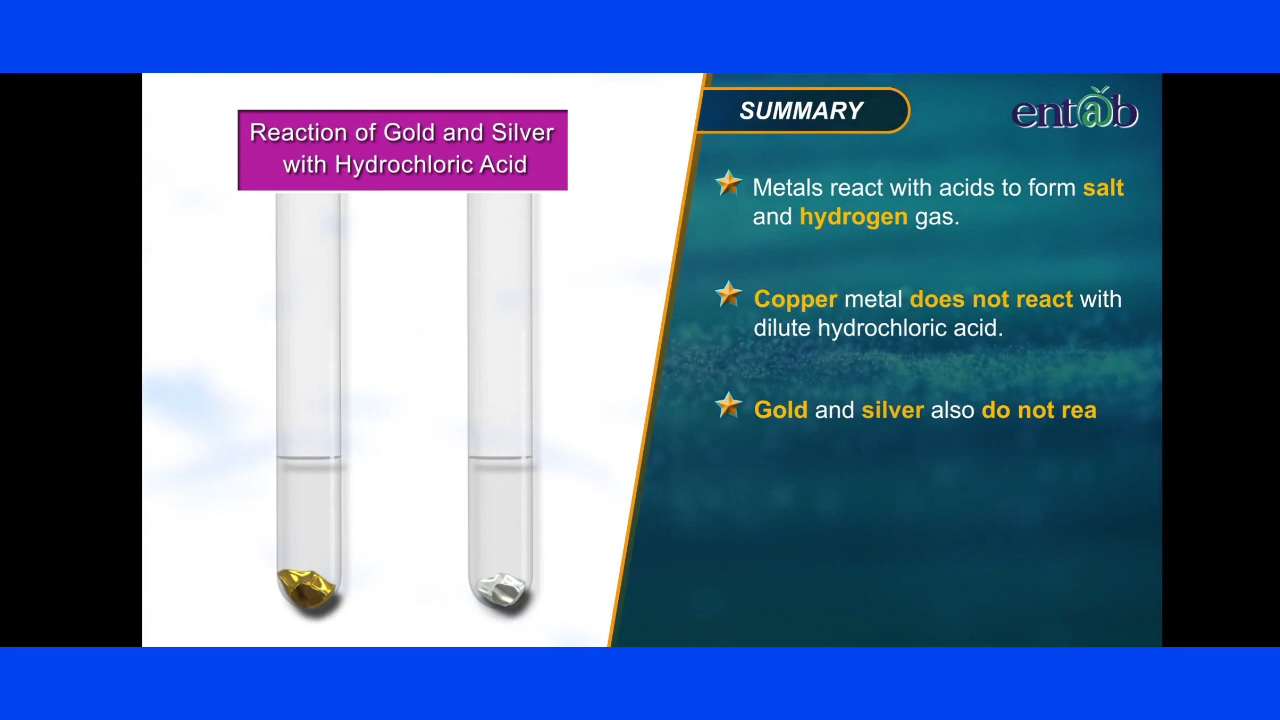 Reaction of Gold and Silver
with Hydrochloric Acid
SUMMARY
entab
Metals react with acids to form salt
and hydrogen gas.
Copper metal does not react with
dilute hydrochloric acid.
Gold and silver also do not rea